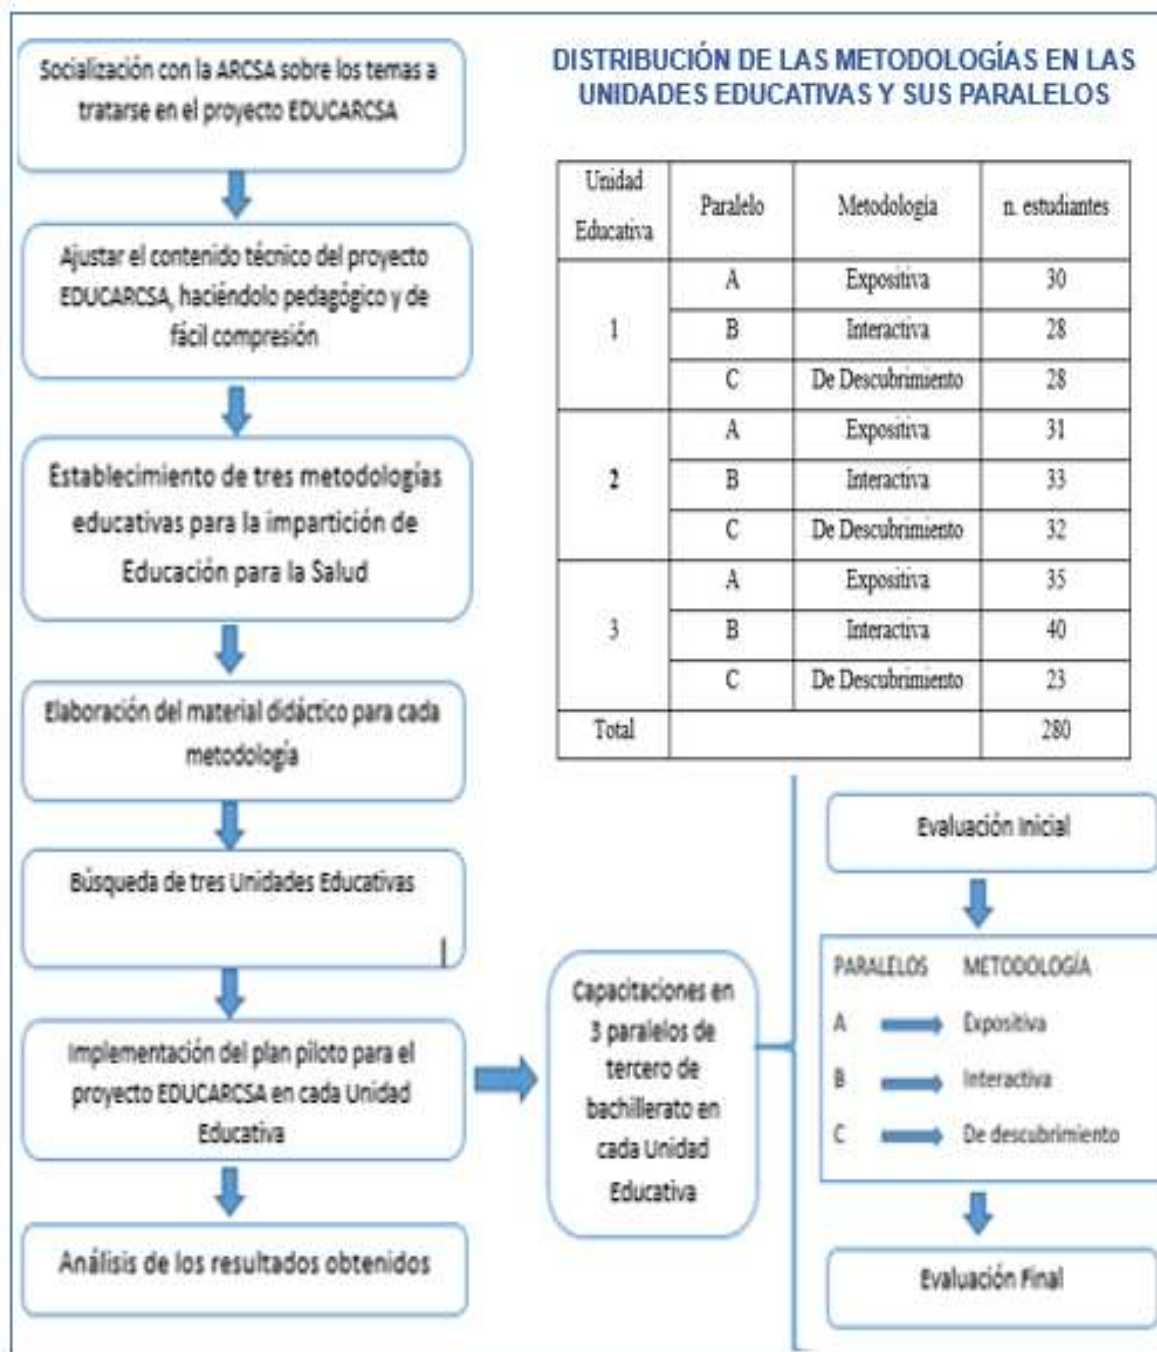 Socialización con la ARCSA sobre los temas a
tratarse en el proyecto EDUCARCSA
Ajustar el contenido técnico del proyecto
EDUCARCSA, haciéndolo pedagógico y de
fácil compresión
Establecimiento de tres metodologías
educativas para la impartición de
Educación para la Salud
Elaboración del material didáctico para cada
metodología
Búsqueda de tres Unidades Educativas
Implementación del plan piloto para el
proyecto EDUCARCSA en cada Unidad
Educativa
Análisis de los resultados obtenidos
DISTRIBUCIÓN DE LAS METODOLOGÍAS EN LAS
UNIDADES EDUCATIVAS Y SUS PARALELOS
Unidad
Educativa
Paralelo
Metodología
n. estudiantes
1
A Expositiva 30
B Interactiva 28
C De Descubrimiento 28
2
A Expositiva 31
B Interactiva 33
C De Descubrimiento 32
3
A Expositiva 35
B Interactiva 40
C De Descubrimiento 23
Total 280
Capacitaciones en
3 paralelos de
tercero de
bachillerato en
cada Unidad
Educativa
Evaluación Inicial
PARALELOS METODOLOGÍA
A Expositiva
B Interactiva
C De descubrimiento
Evaluación Final